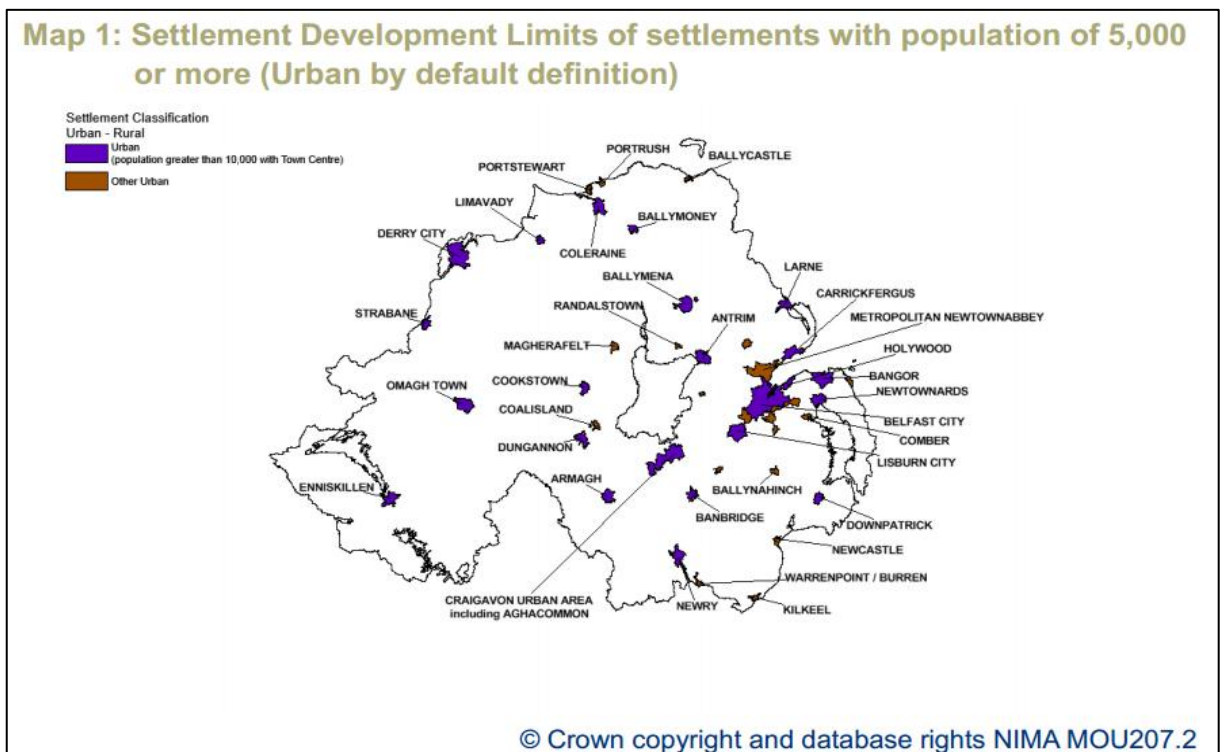 Map 1: Settlement Development Limits of settlements with population of 5,000
or more (Urban by default definition)
Settlement Classification
Urban - Rural
Urban
(population greater than 10,000 with Town Centre)
Other Urban
PORTRUSH
BALLYCASTLE
PORTSTEWART
LIMAVADY
BALLYMONEY
DERRY CITY
COLERAINE
LARNE
BALLYMENA
CARRICKFERGUS
RANDALSTOWN
STRABANE
ANTRIM
METROPOLITAN NEWTOWNABBEY
MAGHERAFELT
HOLYWOOD
BANGOR
OMAGH TOWN
COOKSTOWN
NEWTOWNARDS
COALISLAND
BELFAST CITY
COMBER
DUNGANNON
LISBURN CITY
ARMAGH
ENNISKILLEN
BALLYNAHINCH
BANBRIDGE
DOWNPATRICK
NEWCASTLE
WARRENPOINT / BURREN
CRAIGAVON URBAN AREA
including AGHACOMMON
NEWRY
KILKEEL
© Crown copyright and database rights NIMA MOU207.2